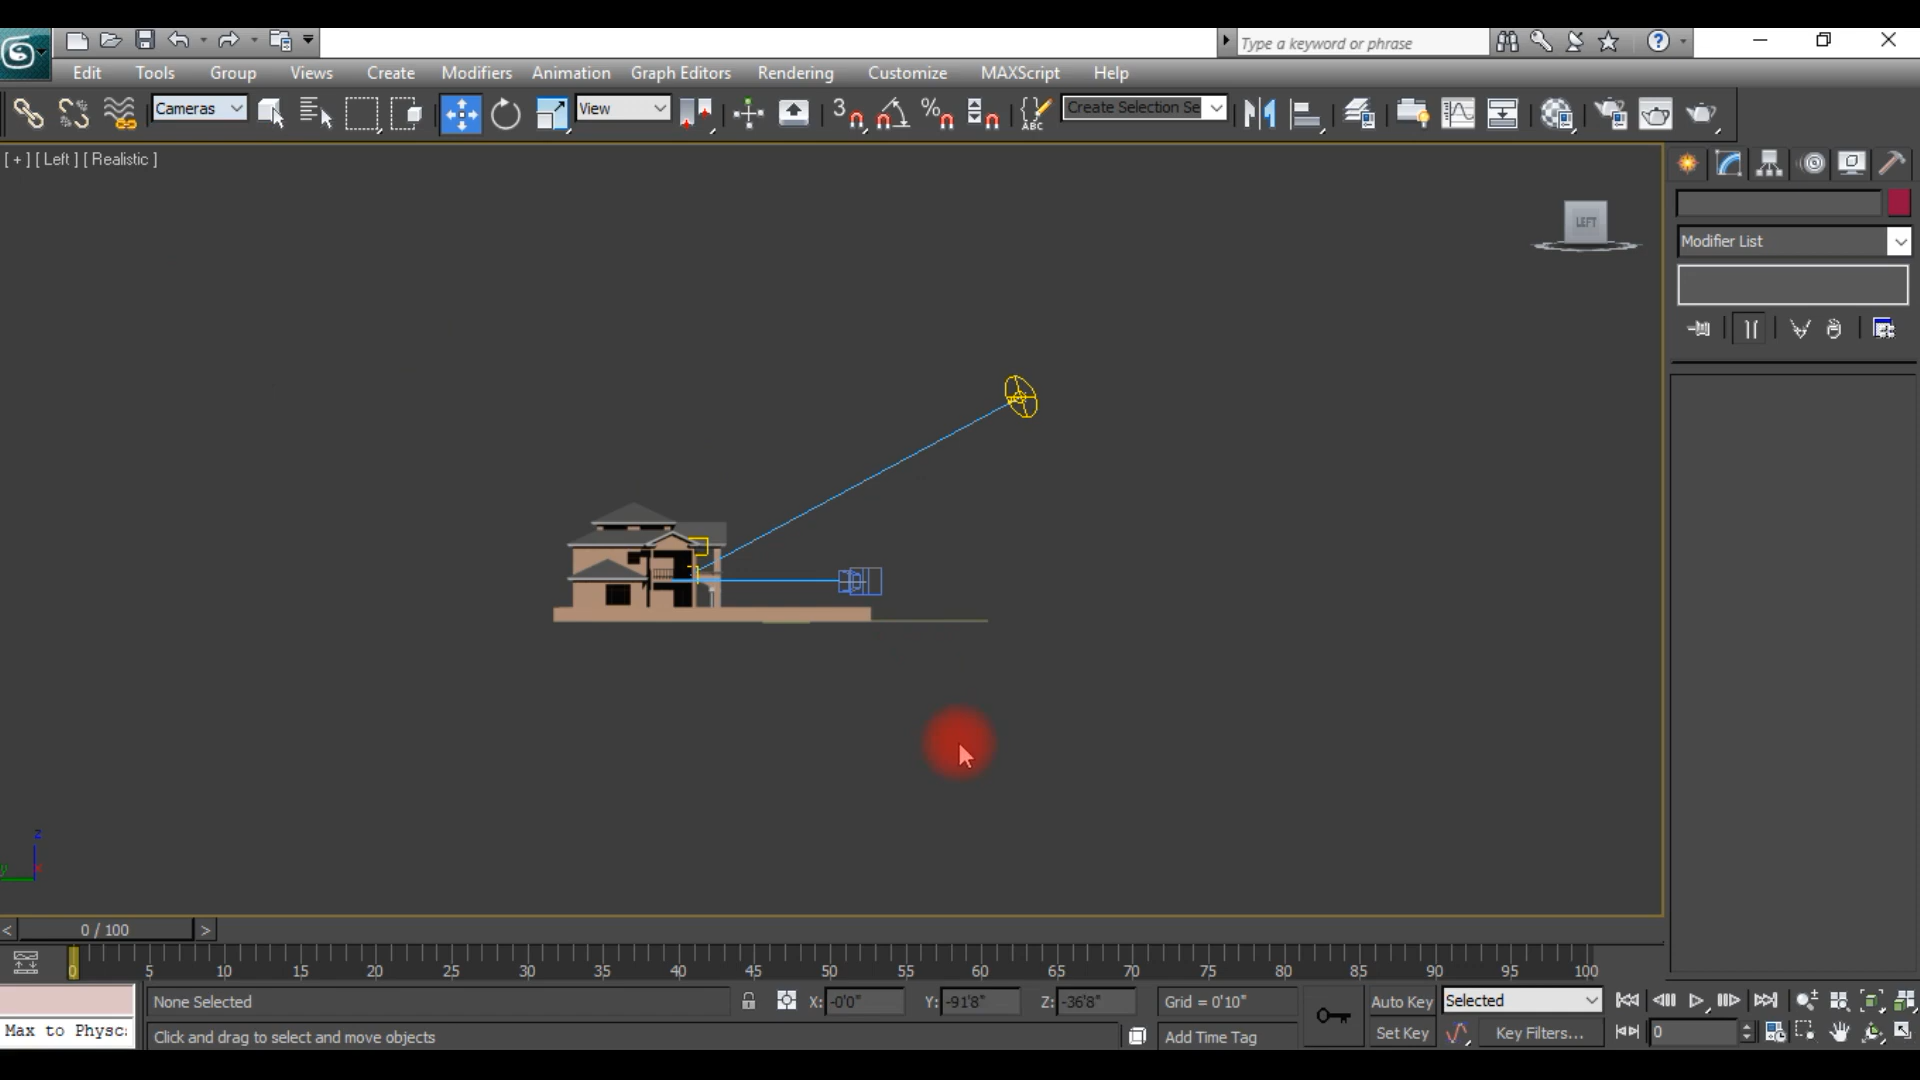 Type a keyword or phrase
Edit Tools Group Views Create Modifiers Animation Graph Editors Rendering Customize MAXScript Help
Cameras View 3 % ABC Create Selection Se
[ + ] [ Left ] [ Realistic ]
LEFT
Modifier List
z
y
x
< 0 / 100 >
0 5 10 15 20 25 30 35 40 45 50 55 60 65 70 75 80 85 90 95 100
None Selected X: -0'0" Y: -91'8" Z: -36'8" Grid = 0'10" Auto Key Selected
Max to Physc: Click and drag to select and move objects Add Time Tag Set Key Key Filters... 0